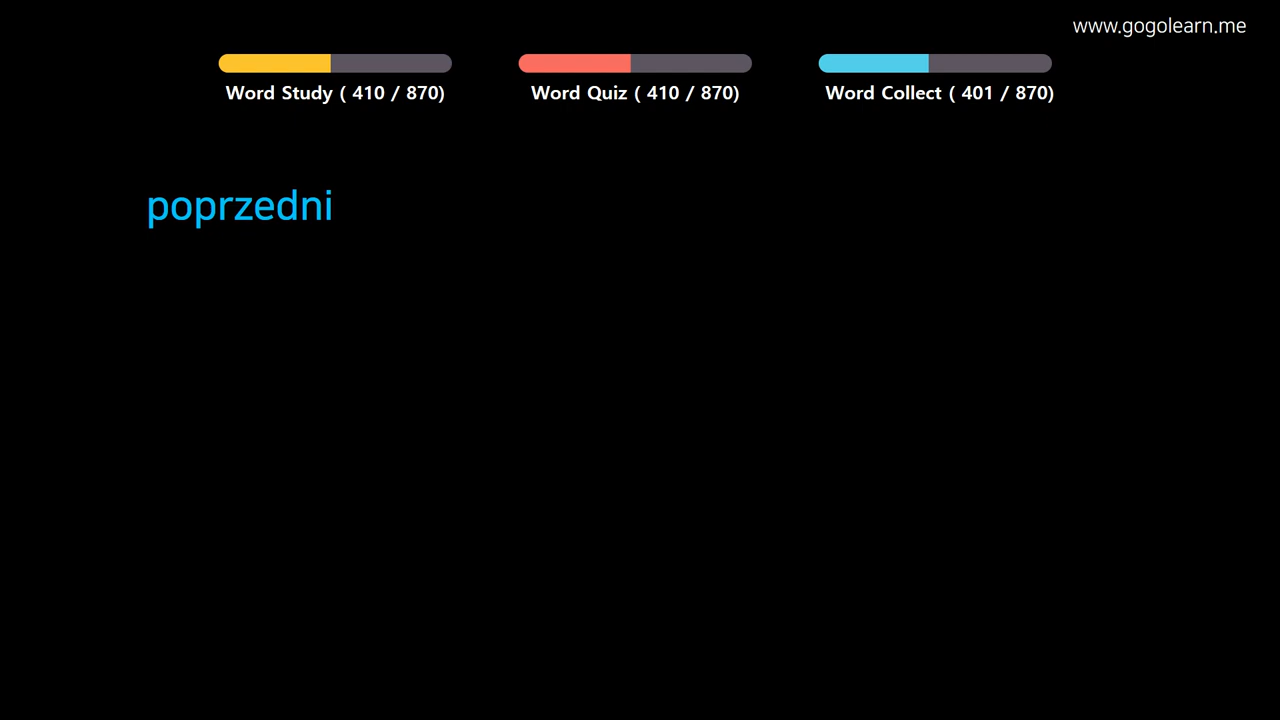 www.gogolearn.me
Word Study ( 410 / 870)
Word Quiz ( 410 / 870)
Word Collect ( 401 / 870)
poprzedni